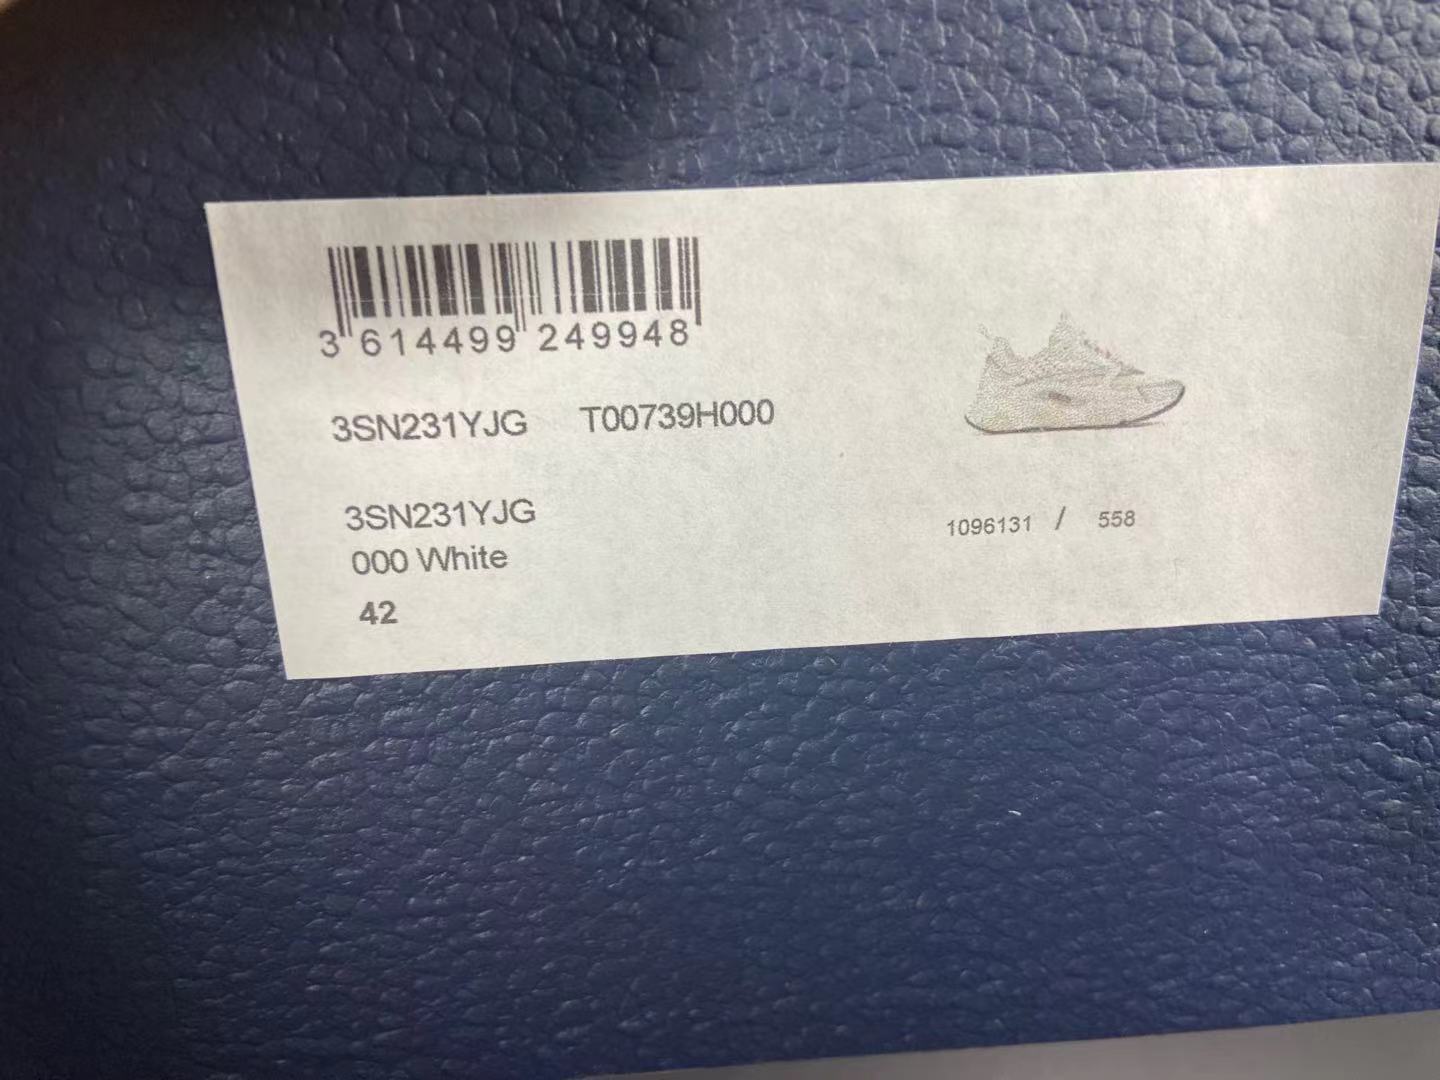 3 614499 249948
3SN231YJG T00739H000
3SN231YJG
000 White
42
1096131 / 558